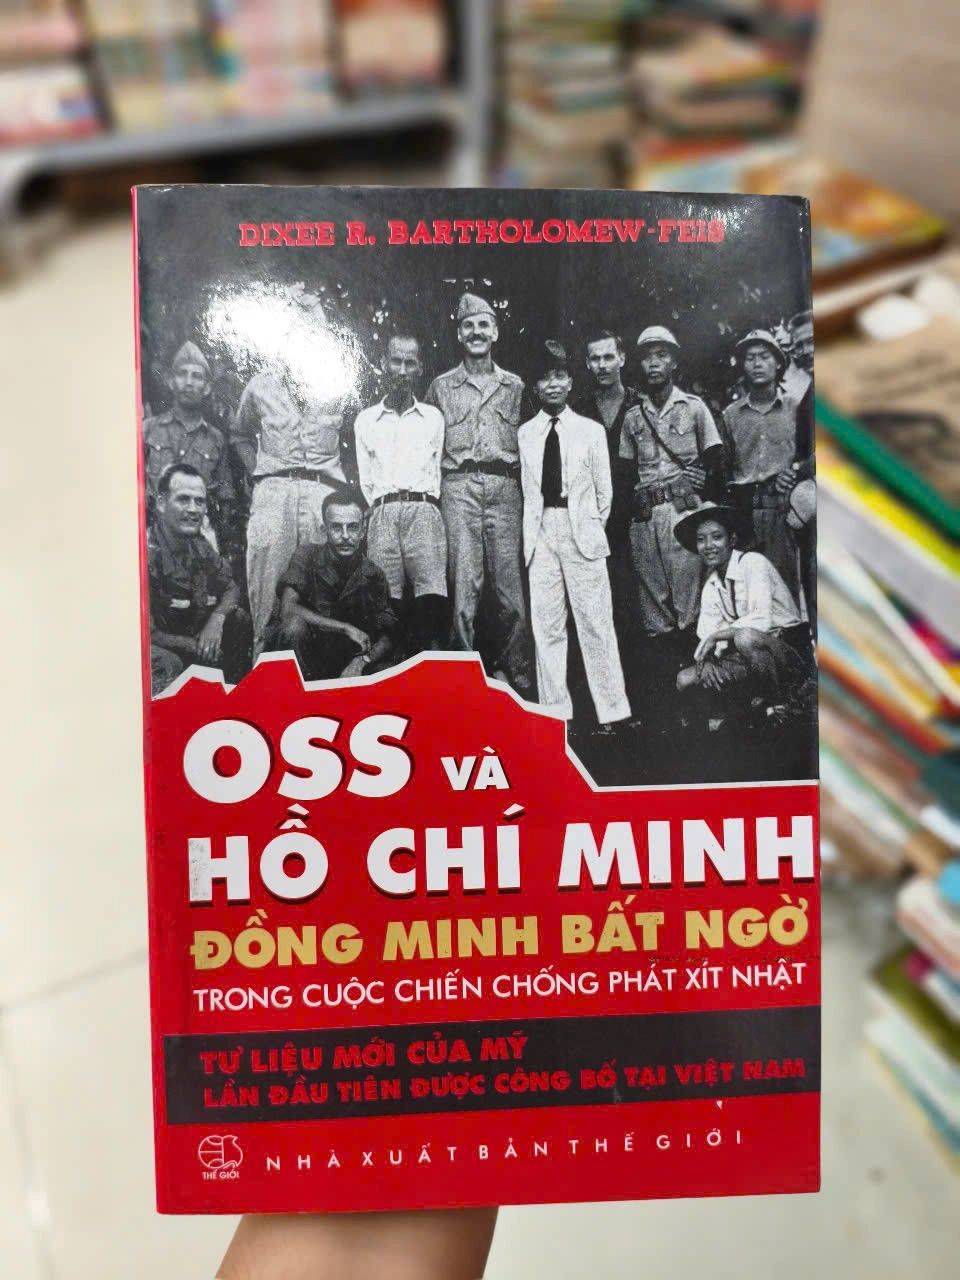 DIXEE R. BARTHOLOMEW-FEIS
OSS VÀ
HỒ CHÍ MINH
ĐỒNG MINH BẤT NGỜ
TRONG CUỘC CHIẾN CHỐNG PHÁT XÍT NHẬT
TƯ LIỆU MỚI CỦA MỸ
LẦN ĐẦU TIÊN ĐƯỢC CÔNG BỐ TẠI VIỆT NAM
THẾ GIỚI
NHÀ XUẤT BẢN THẾ GIỚI